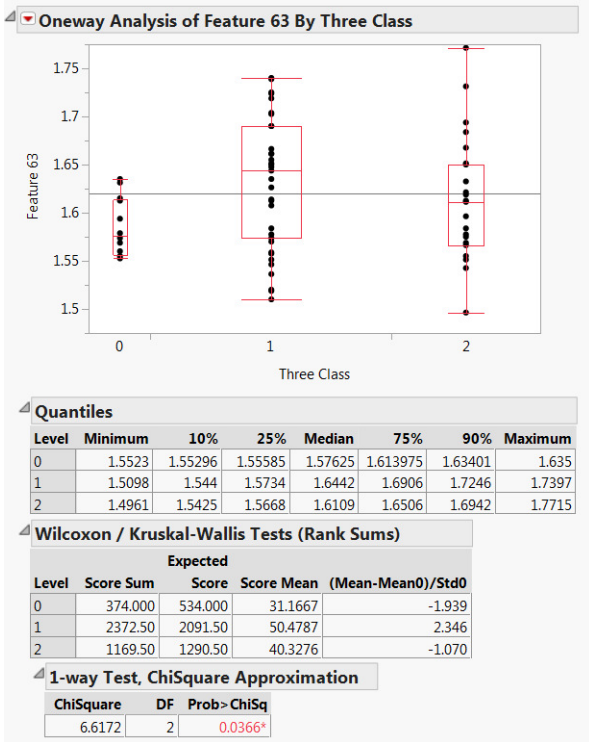 Oneway Analysis of Feature 63 By Three Class
1.75
1.7
1.65
1.6
1.55
1.5
Feature 63
0 1 2
Three Class
Quantiles
Level Minimum 10% 25% Median 75% 90% Maximum
0 1.5523 1.55296 1.55585 1.57625 1.613975 1.63401 1.635
1 1.5098 1.544 1.5734 1.6442 1.6906 1.7246 1.7397
2 1.4961 1.5425 1.5668 1.6109 1.6506 1.6942 1.7715
Wilcoxon / Kruskal-Wallis Tests (Rank Sums)
Expected
Level Score Sum Score Score Mean (Mean-Mean0)/Std0
0 374.000 534.000 31.1667 -1.939
1 2372.50 2091.50 50.4787 2.346
2 1169.50 1290.50 40.3276 -1.070
1-way Test, ChiSquare Approximation
ChiSquare DF Prob>ChiSq
6.6172 2 0.0366*